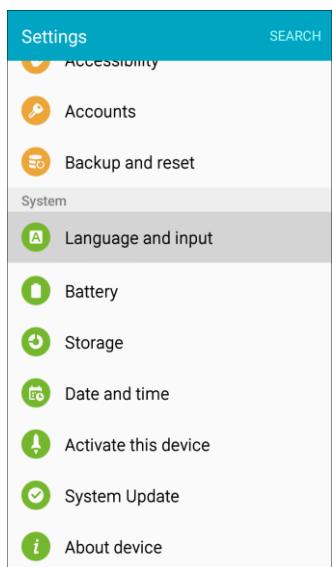 Settings
SEARCH
Accessibility
Accounts
Backup and reset
System
A
Language and input
Battery
Storage
Date and time
Activate this device
System Update
i
About device